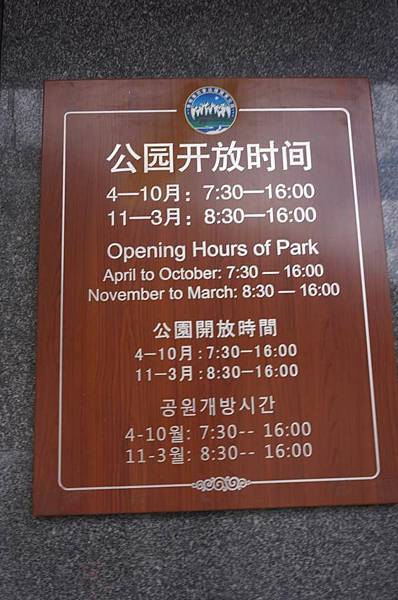 公园开放时间
4—10月：7:30—16:00
11—3月：8:30—16:00
Opening Hours of Park
April to October: 7:30 — 16:00
November to March: 8:30 — 16:00
公園開放時間
4—10月:7:30—16:00
11—3月:8:30—16:00
공원개방시간
4-10월: 7:30-- 16:00
11-3월: 8:30-- 16:00